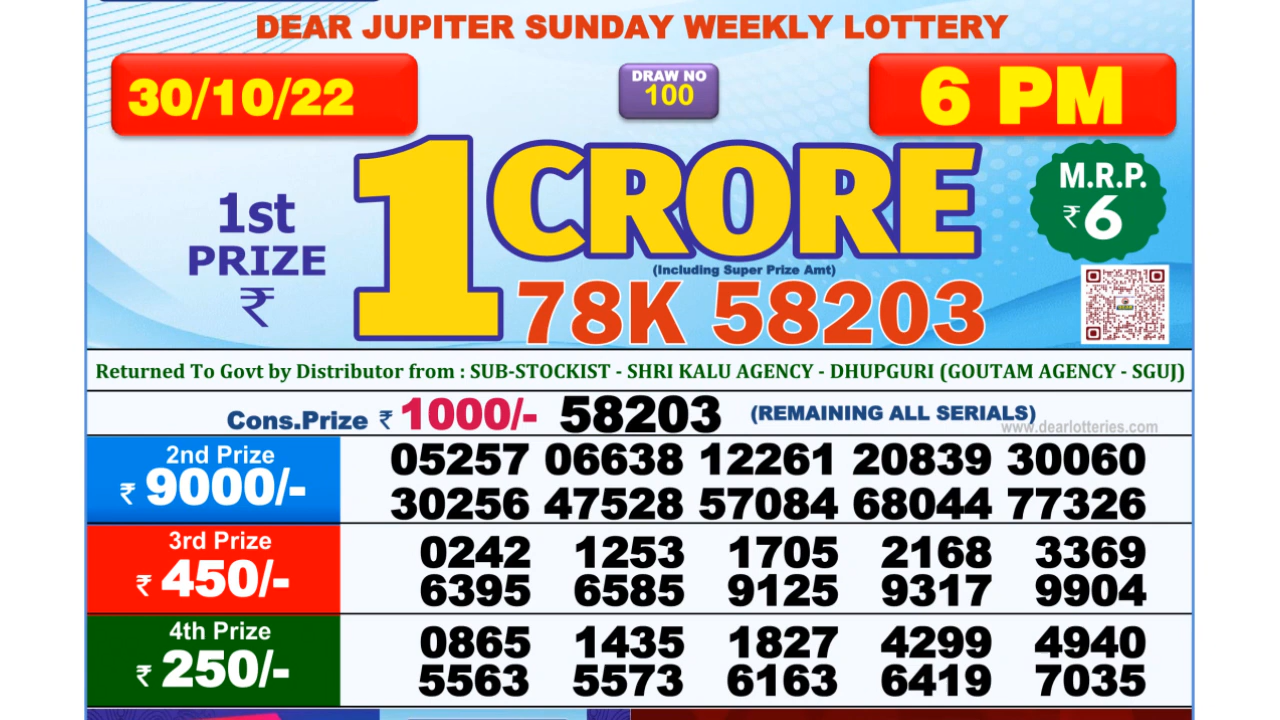 DEAR JUPITER SUNDAY WEEKLY LOTTERY
30/10/22
DRAW NO
100
6 PM
1st
PRIZE
₹
1 CRORE
(Including Super Prize Amt)
78K 58203
M.R.P.
₹6
Returned To Govt by Distributor from : SUB-STOCKIST - SHRI KALU AGENCY - DHUPGURI (GOUTAM AGENCY - SGUJ)
Cons.Prize ₹ 1000/- 58203 (REMAINING ALL SERIALS)
www.dearlotteries.com
2nd Prize
₹ 9000/-
05257 06638 12261 20839 30060
30256 47528 57084 68044 77326
3rd Prize
₹ 450/-
0242 1253 1705 2168 3369
6395 6585 9125 9317 9904
4th Prize
₹ 250/-
0865 1435 1827 4299 4940
5563 5573 6163 6419 7035